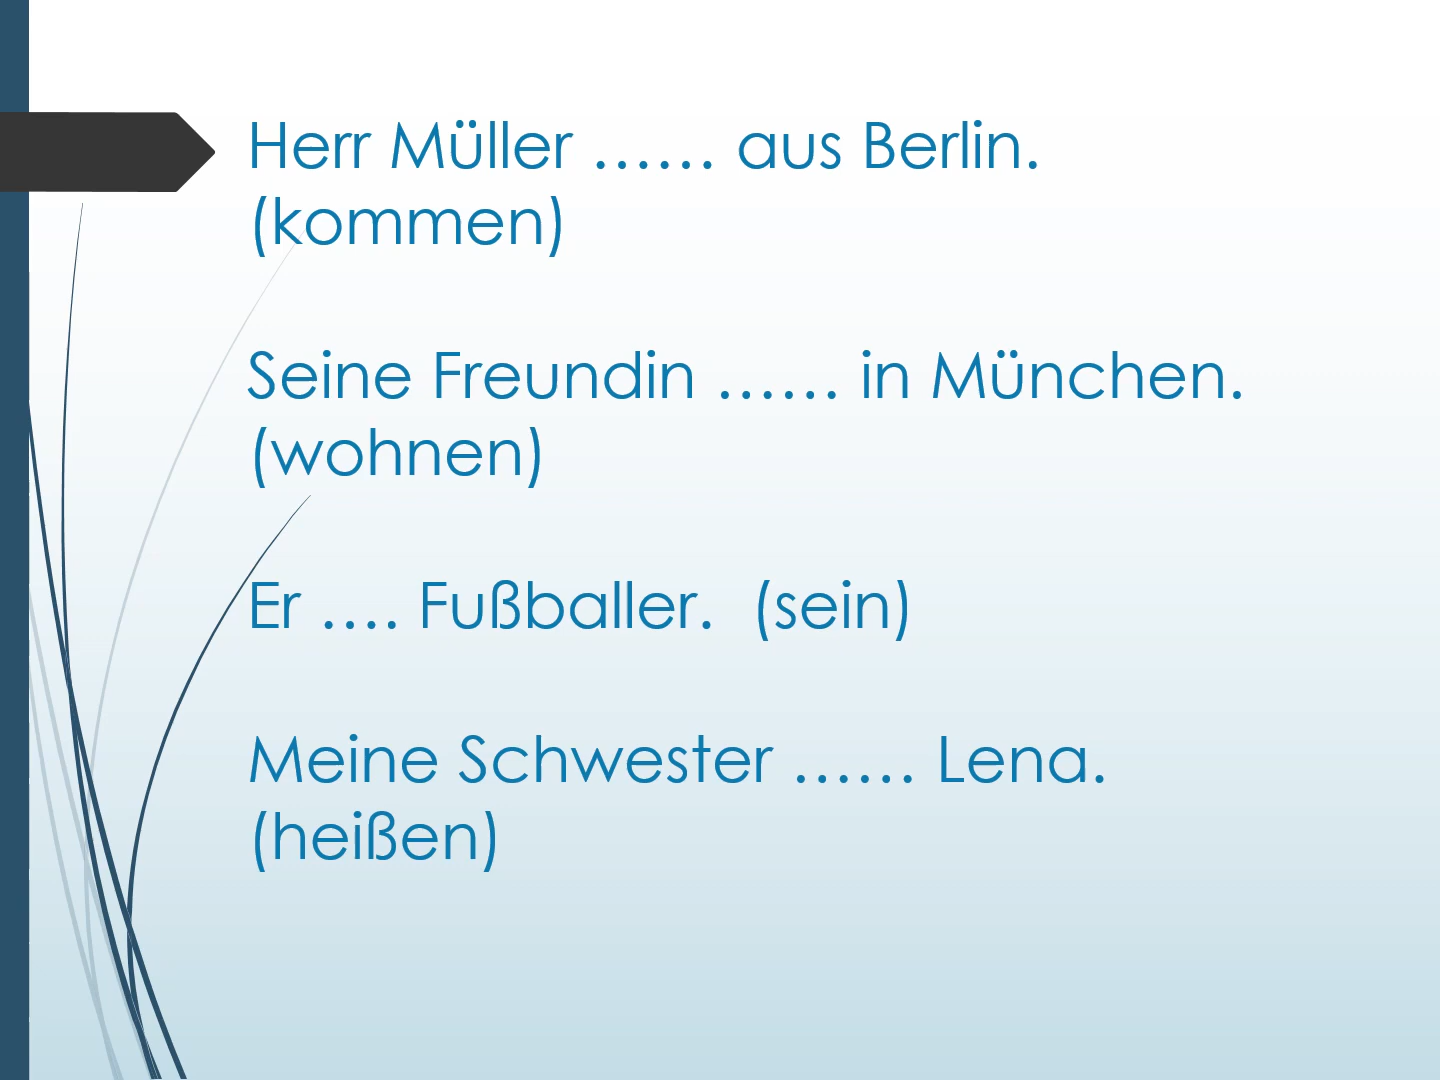 Herr Müller …… aus Berlin.
(kommen)
Seine Freundin …… in München.
(wohnen)
Er …. Fußballer.  (sein)
Meine Schwester …… Lena.
(heißen)